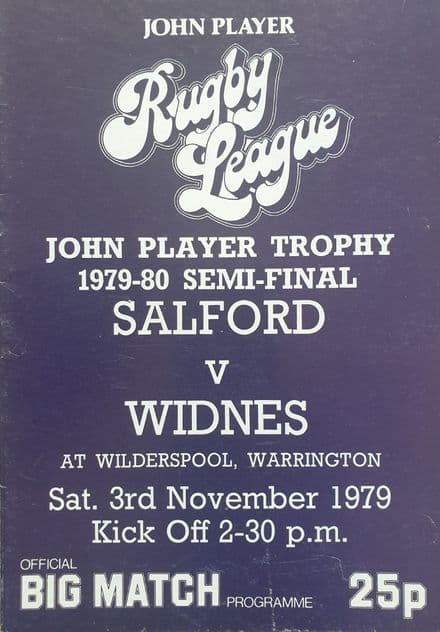 JOHN PLAYER
Rugby
League
JOHN PLAYER TROPHY
1979-80 SEMI-FINAL
SALFORD
V
WIDNES
AT WILDERSPOOL, WARRINGTON
Sat. 3rd November 1979
Kick Off 2-30 p.m.
OFFICIAL
BIG MATCH PROGRAMME 25p